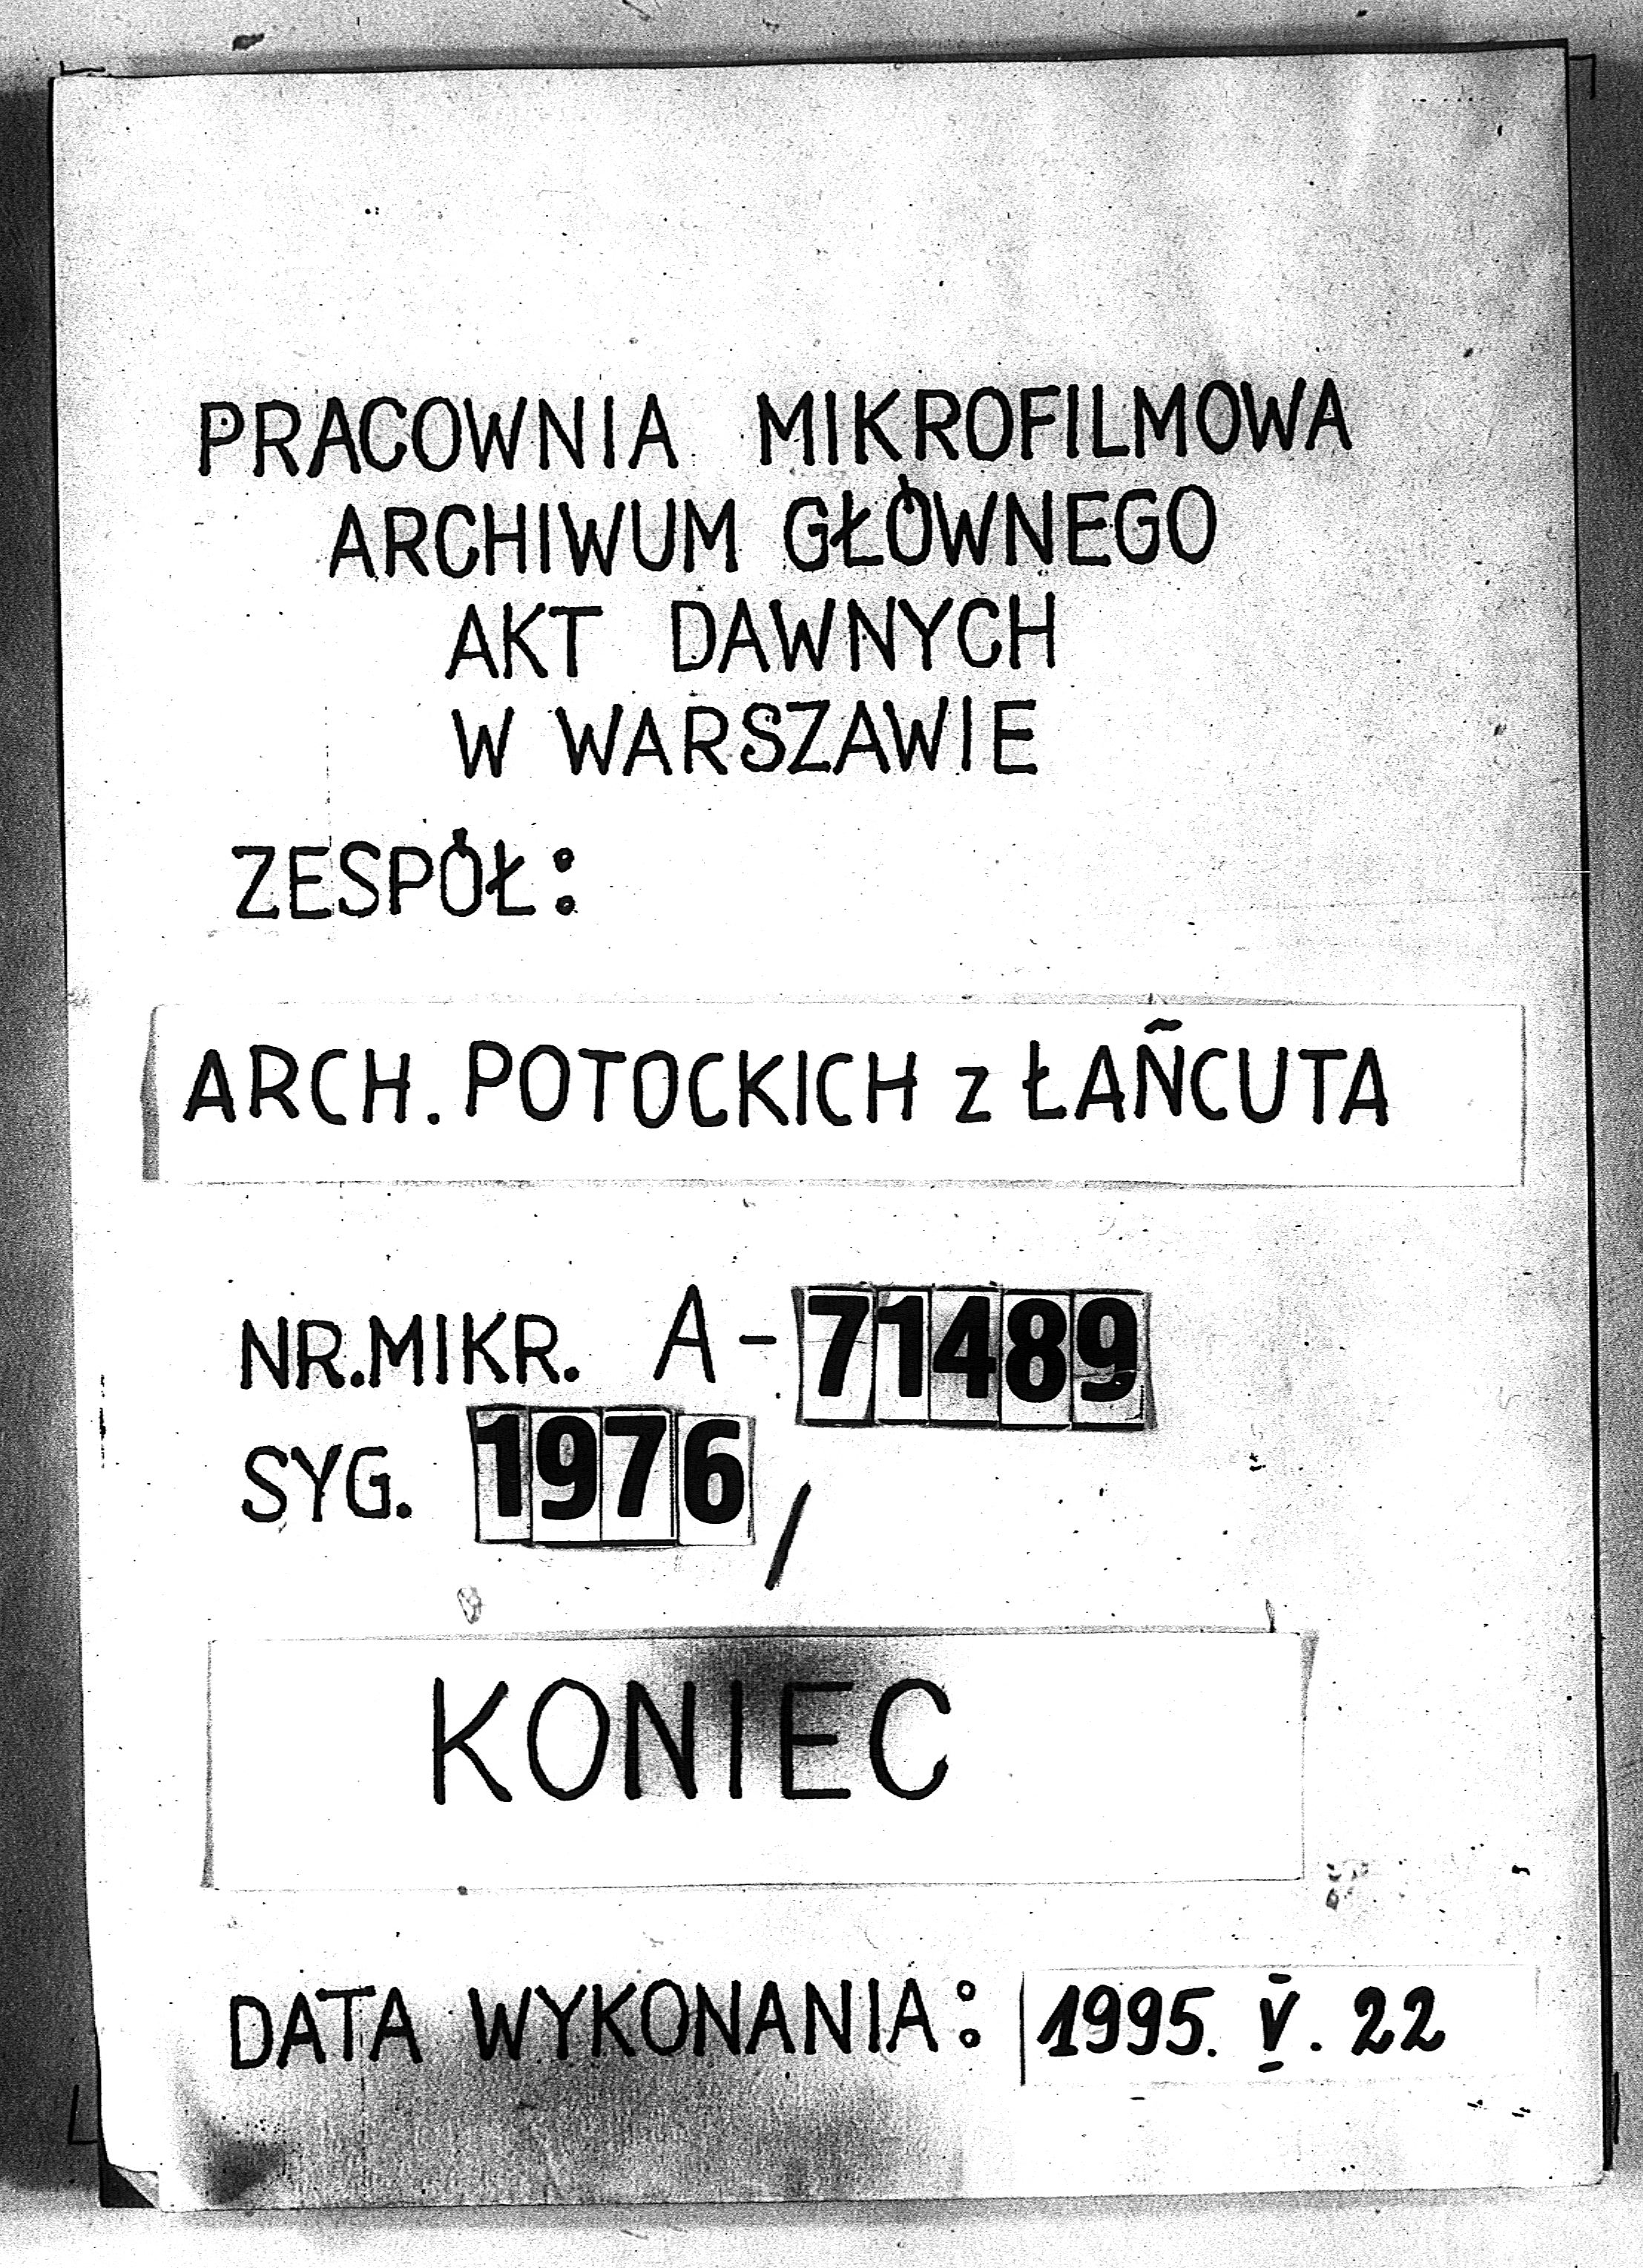 PRACOWNIA MIKROFILMOWA
ARCHIWUM GŁÓWNEGO
AKT DAWNYCH
W WARSZAWIE
ZESPÓŁ:
ARCH. POTOCKICH z ŁAŃCUTA
NR.MIKR. A-71489
SYG. 1976/
KONIEC
DATA WYKONANIA: 1995. V. 22